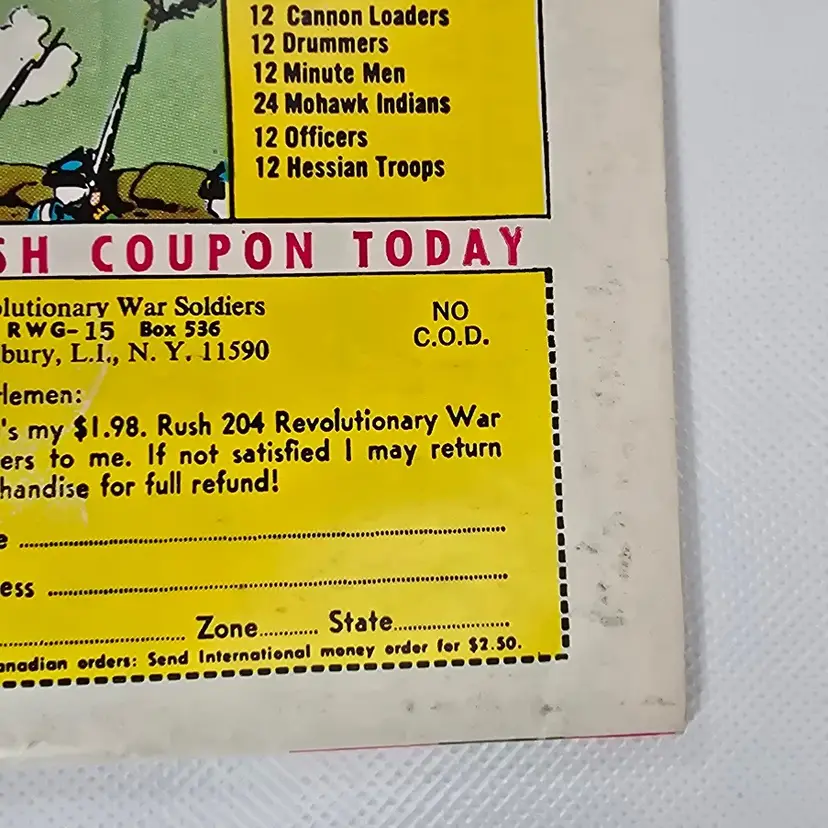 12 Cannon Loaders
12 Drummers
12 Minute Men
24 Mohawk Indians
12 Officers
12 Hessian Troops
SH COUPON TODAY
lutionary War Soldiers
RWG-15 Box 536
bury, L.I., N. Y. 11590
NO
C.O.D.
lemen:
's my $1.98. Rush 204 Revolutionary War
ers to me. If not satisfied I may return
handise for full refund!
e
ess
Zone State
anadian orders: Send International money order for $2.50.